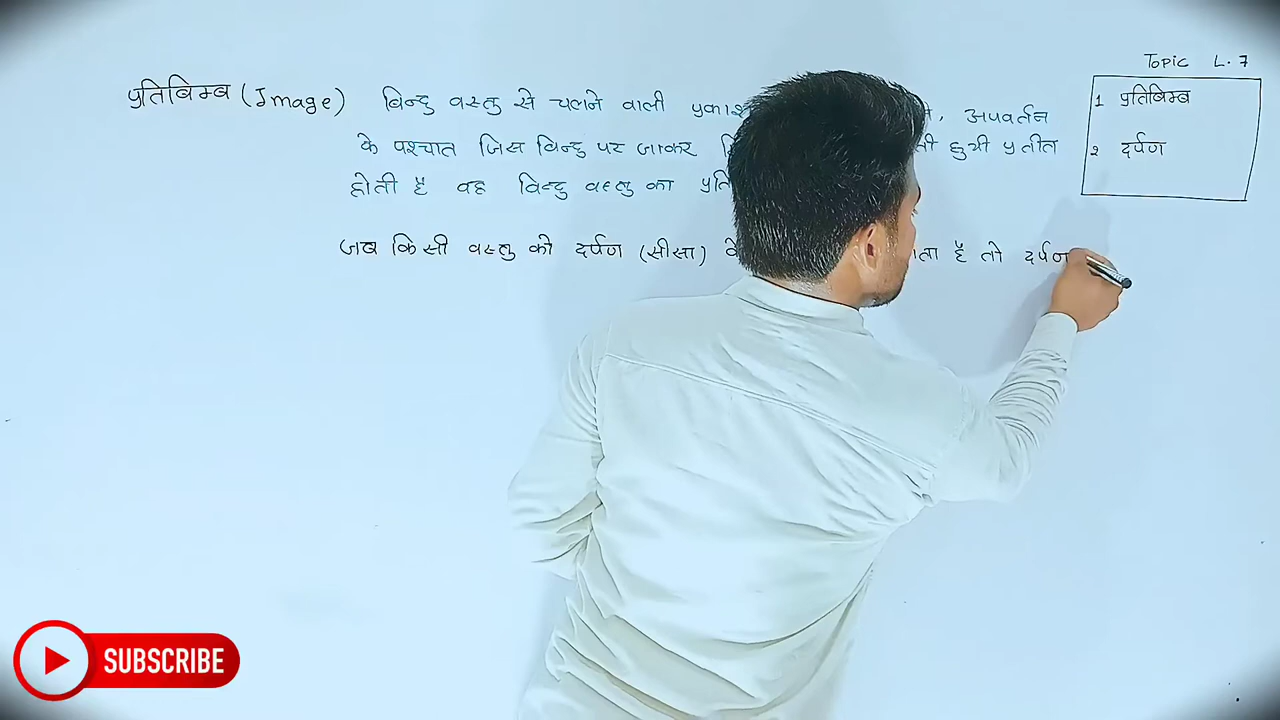 Topic L. 7
1 प्रतिबिम्ब
2 दर्पण
प्रतिबिम्ब (Image) बिन्दु वस्तु से चलने वाली , अपवर्तन
के पश्चात जिस बिन्दु पर जाकर हुयी प्रतीत
होती है वह बिन्दु वस्तु का
जब किसी वस्तु को दर्पण (सीसा) है तो दर्पण
SUBSCRIBE